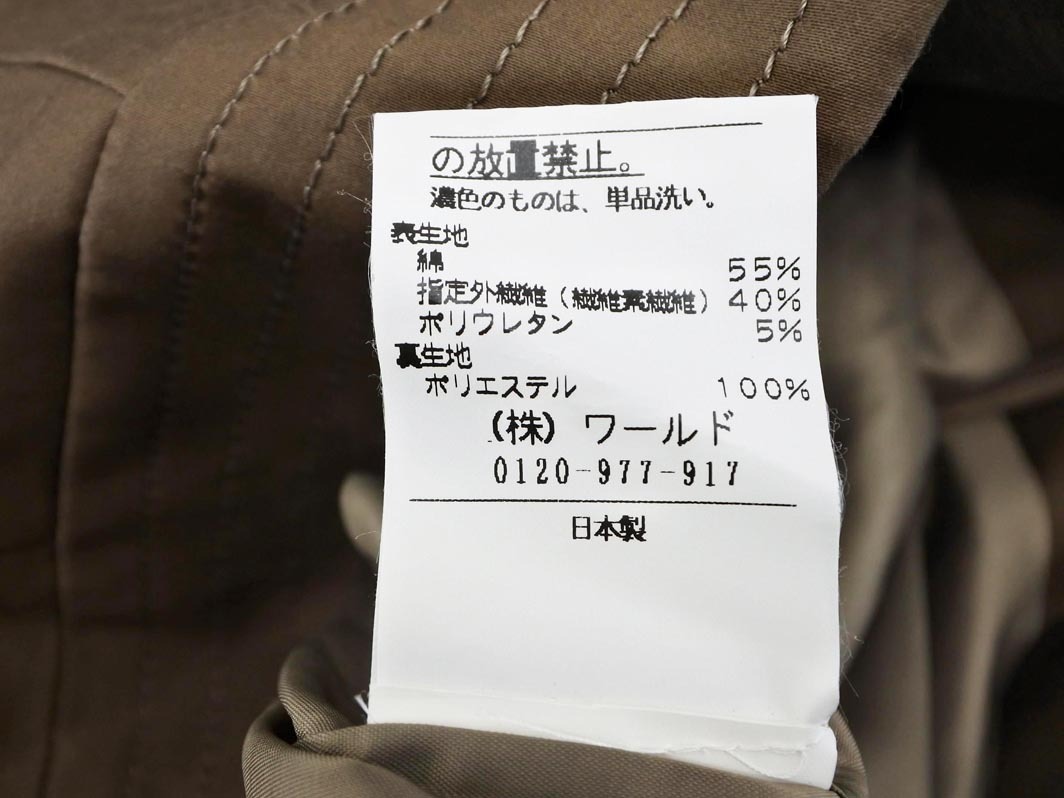 の放置禁止。
濃色のものは、単品洗い。
表生地
綿 55%
指定外繊維（繊維素繊維） 40%
ポリウレタン 5%
裏生地
ポリエステル 100%
(株) ワールド
0120-977-917
日本製